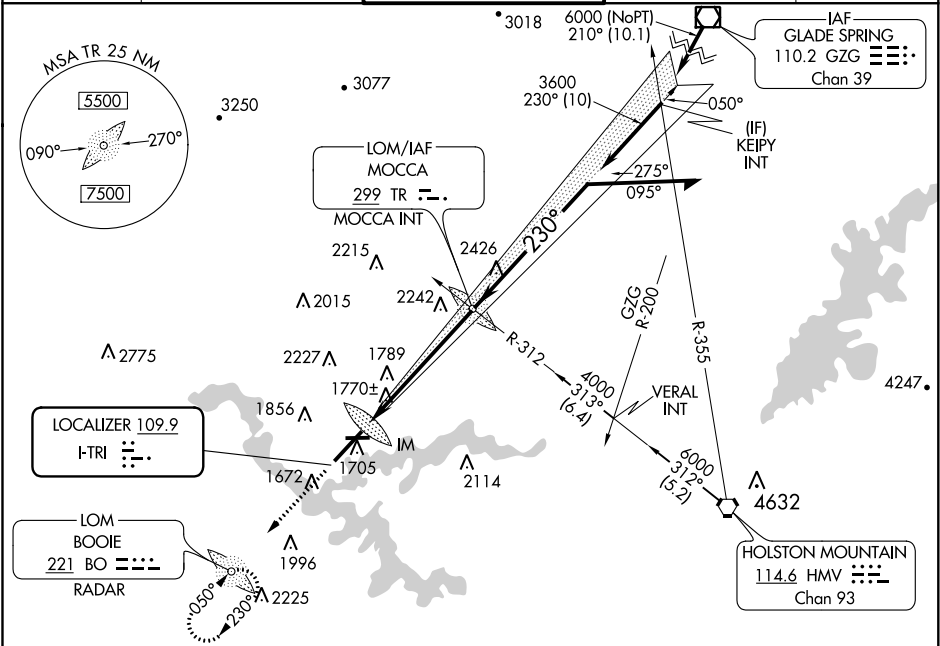 MSA TR 25 NM
5500
090°
270°
7500
3018
3077
3250
6000 (NoPT)
210° (10.1)
IAF
GLADE SPRING
110.2 GZG
Chan 39
3600
230° (10)
050°
(IF)
KEIPY
INT
LOM/IAF
MOCCA
299 TR
MOCCA INT
275°
095°
230°
2215
2426
2015
2242
GZG
R-200
R-355
R-312
2775
2227
1789
1770±
4000
313°
(6.4)
VERAL
INT
4247
1856
LOCALIZER 109.9
I-TRI
IM
1705
1672
2114
6000
312°
(5.2)
4632
LOM
BOOIE
221 BO
RADAR
1996
050°
230°
2225
HOLSTON MOUNTAIN
114.6 HMV
Chan 93